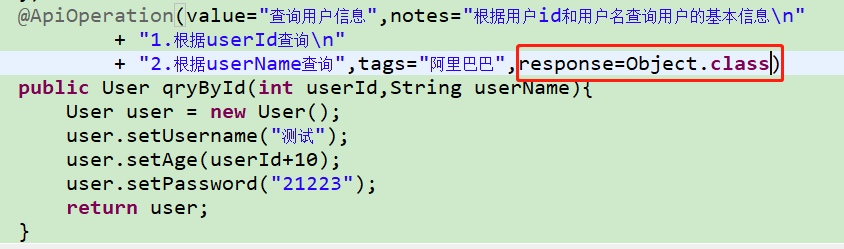 @ApiOperation(value="查询用户信息",notes="根据用户id和用户名查询用户的基本信息\n"
+ "1.根据userId查询\n"
+ "2.根据userName查询",tags="阿里巴巴",response=Object.class)
public User qryById(int userId,String userName){
User user = new User();
user.setUsername("测试");
user.setAge(userId+10);
user.setPassword("21223");
return user;
}